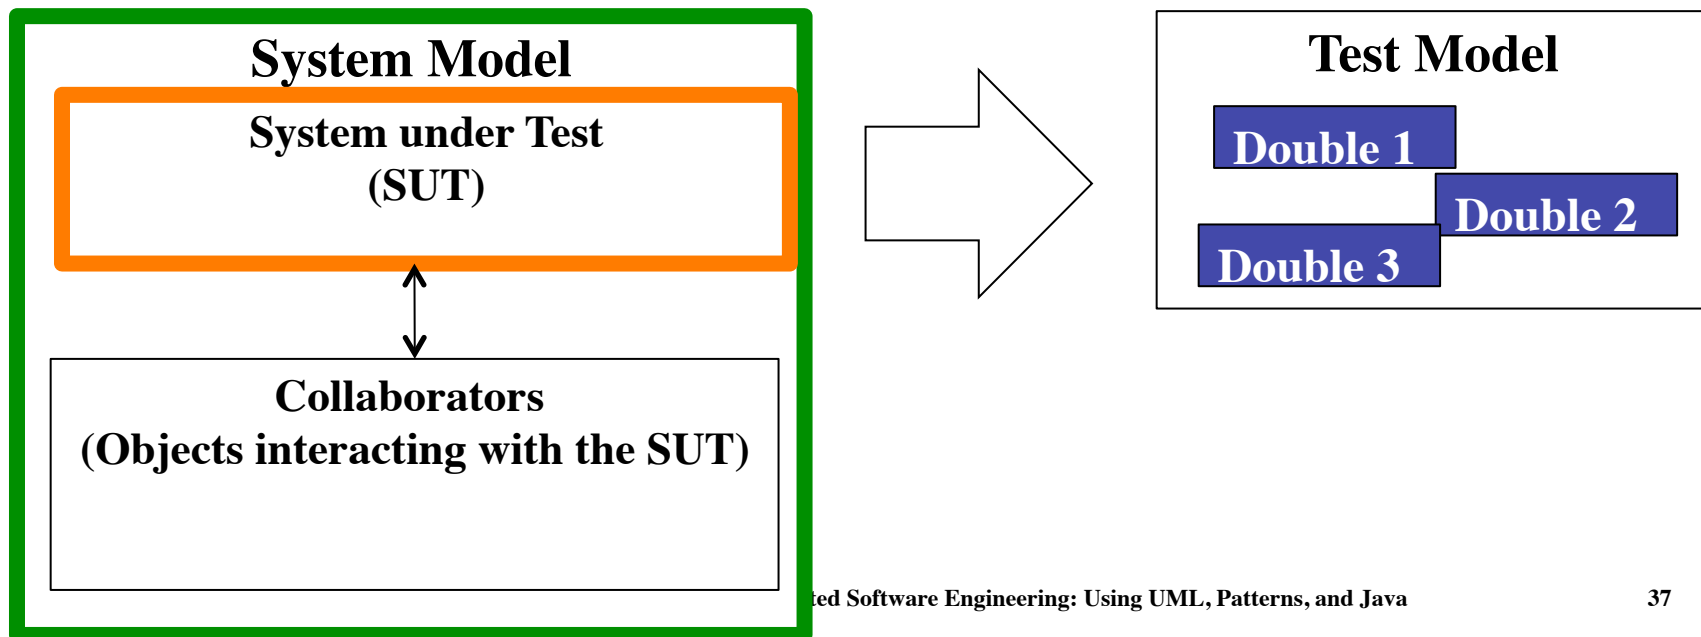 System Model
System under Test
(SUT)
Collaborators
(Objects interacting with the SUT)
Test Model
Double 1
Double 2
Double 3
Software Engineering: Using UML, Patterns, and Java
37